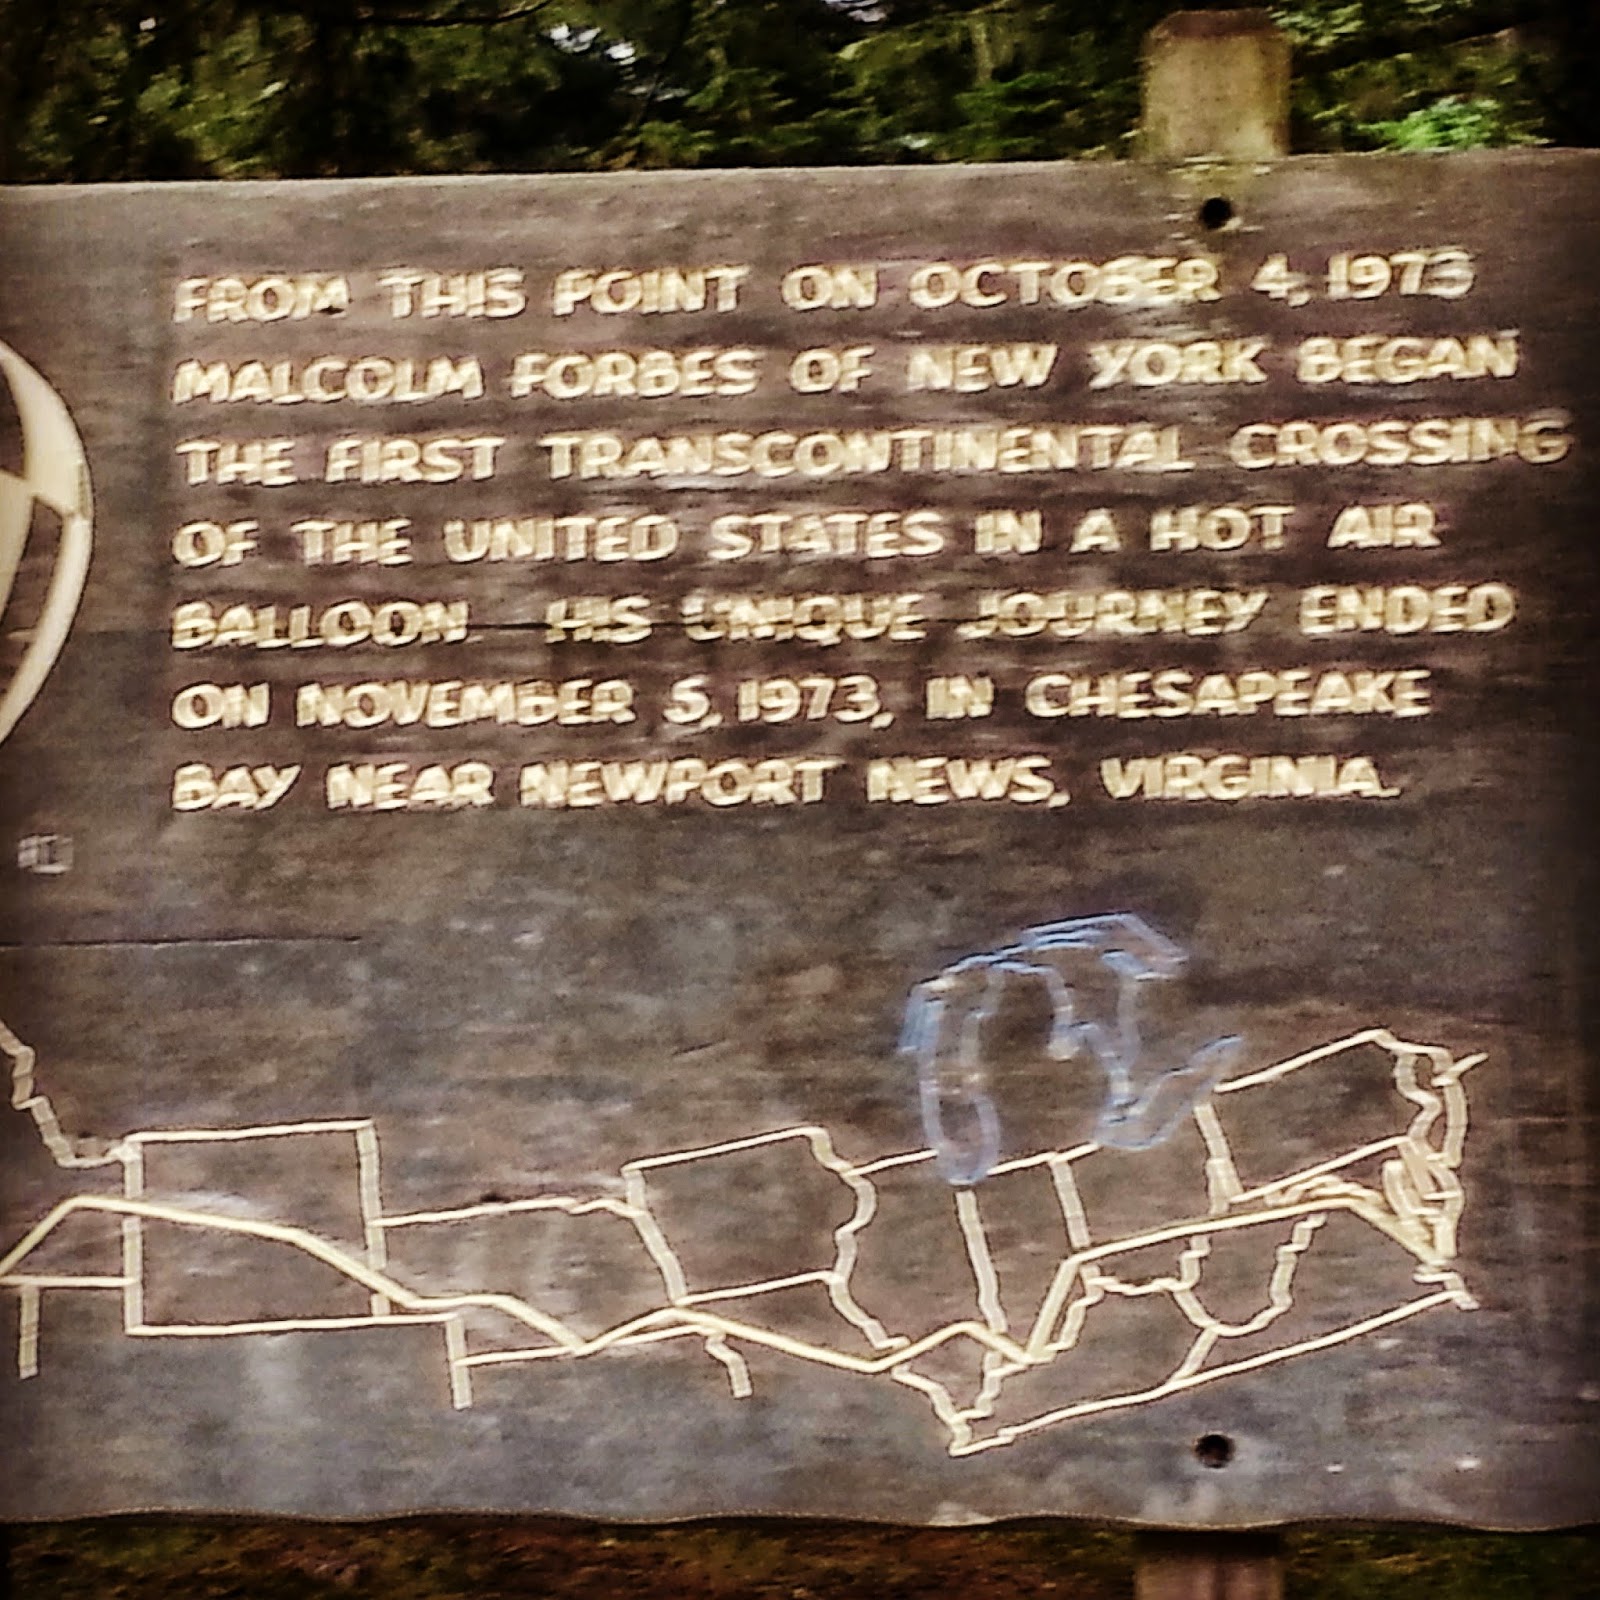 FROM THIS POINT ON OCTOBER 4, 1973
MALCOLM FORBES OF NEW YORK BEGAN
THE FIRST TRANSCONTINENTAL CROSSING
OF THE UNITED STATES IN A HOT AIR
BALLOON. HIS UNIQUE JOURNEY ENDED
ON NOVEMBER 5, 1973, IN CHESAPEAKE
BAY NEAR NEWPORT NEWS, VIRGINIA.